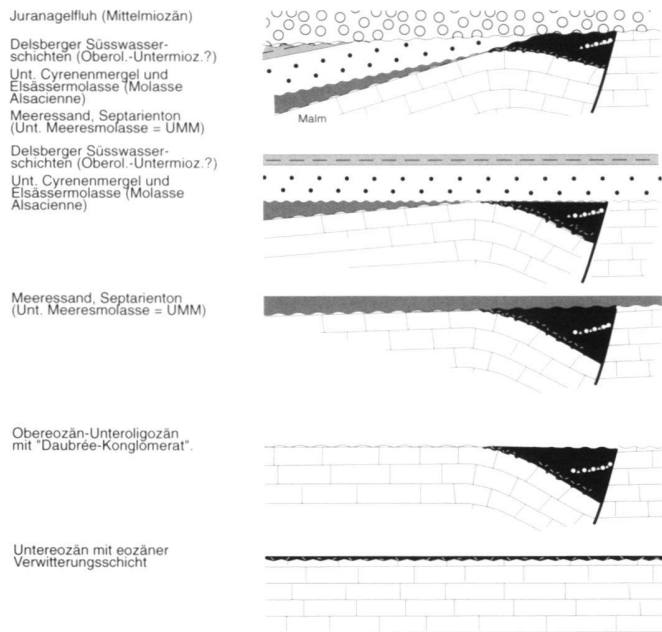 Juranagelfluh (Mittelmiozän)
Delsberger Süsswasser-
schichten (Oberol.-Untermioz.?)
Unt. Cyrenenmergel und
Elsässermolasse (Molasse
Alsacienne)
Meeressand, Septarienton
(Unt. Meeresmolasse = UMM)
Malm
Delsberger Süsswasser-
schichten (Oberol.-Untermioz.?)
Unt. Cyrenenmergel und
Elsässermolasse (Molasse
Alsacienne)
Meeressand, Septarienton
(Unt. Meeresmolasse = UMM)
Obereozän-Unteroligozän
mit "Daubrée-Konglomerat".
Untereozän mit eozäner
Verwitterungsschicht